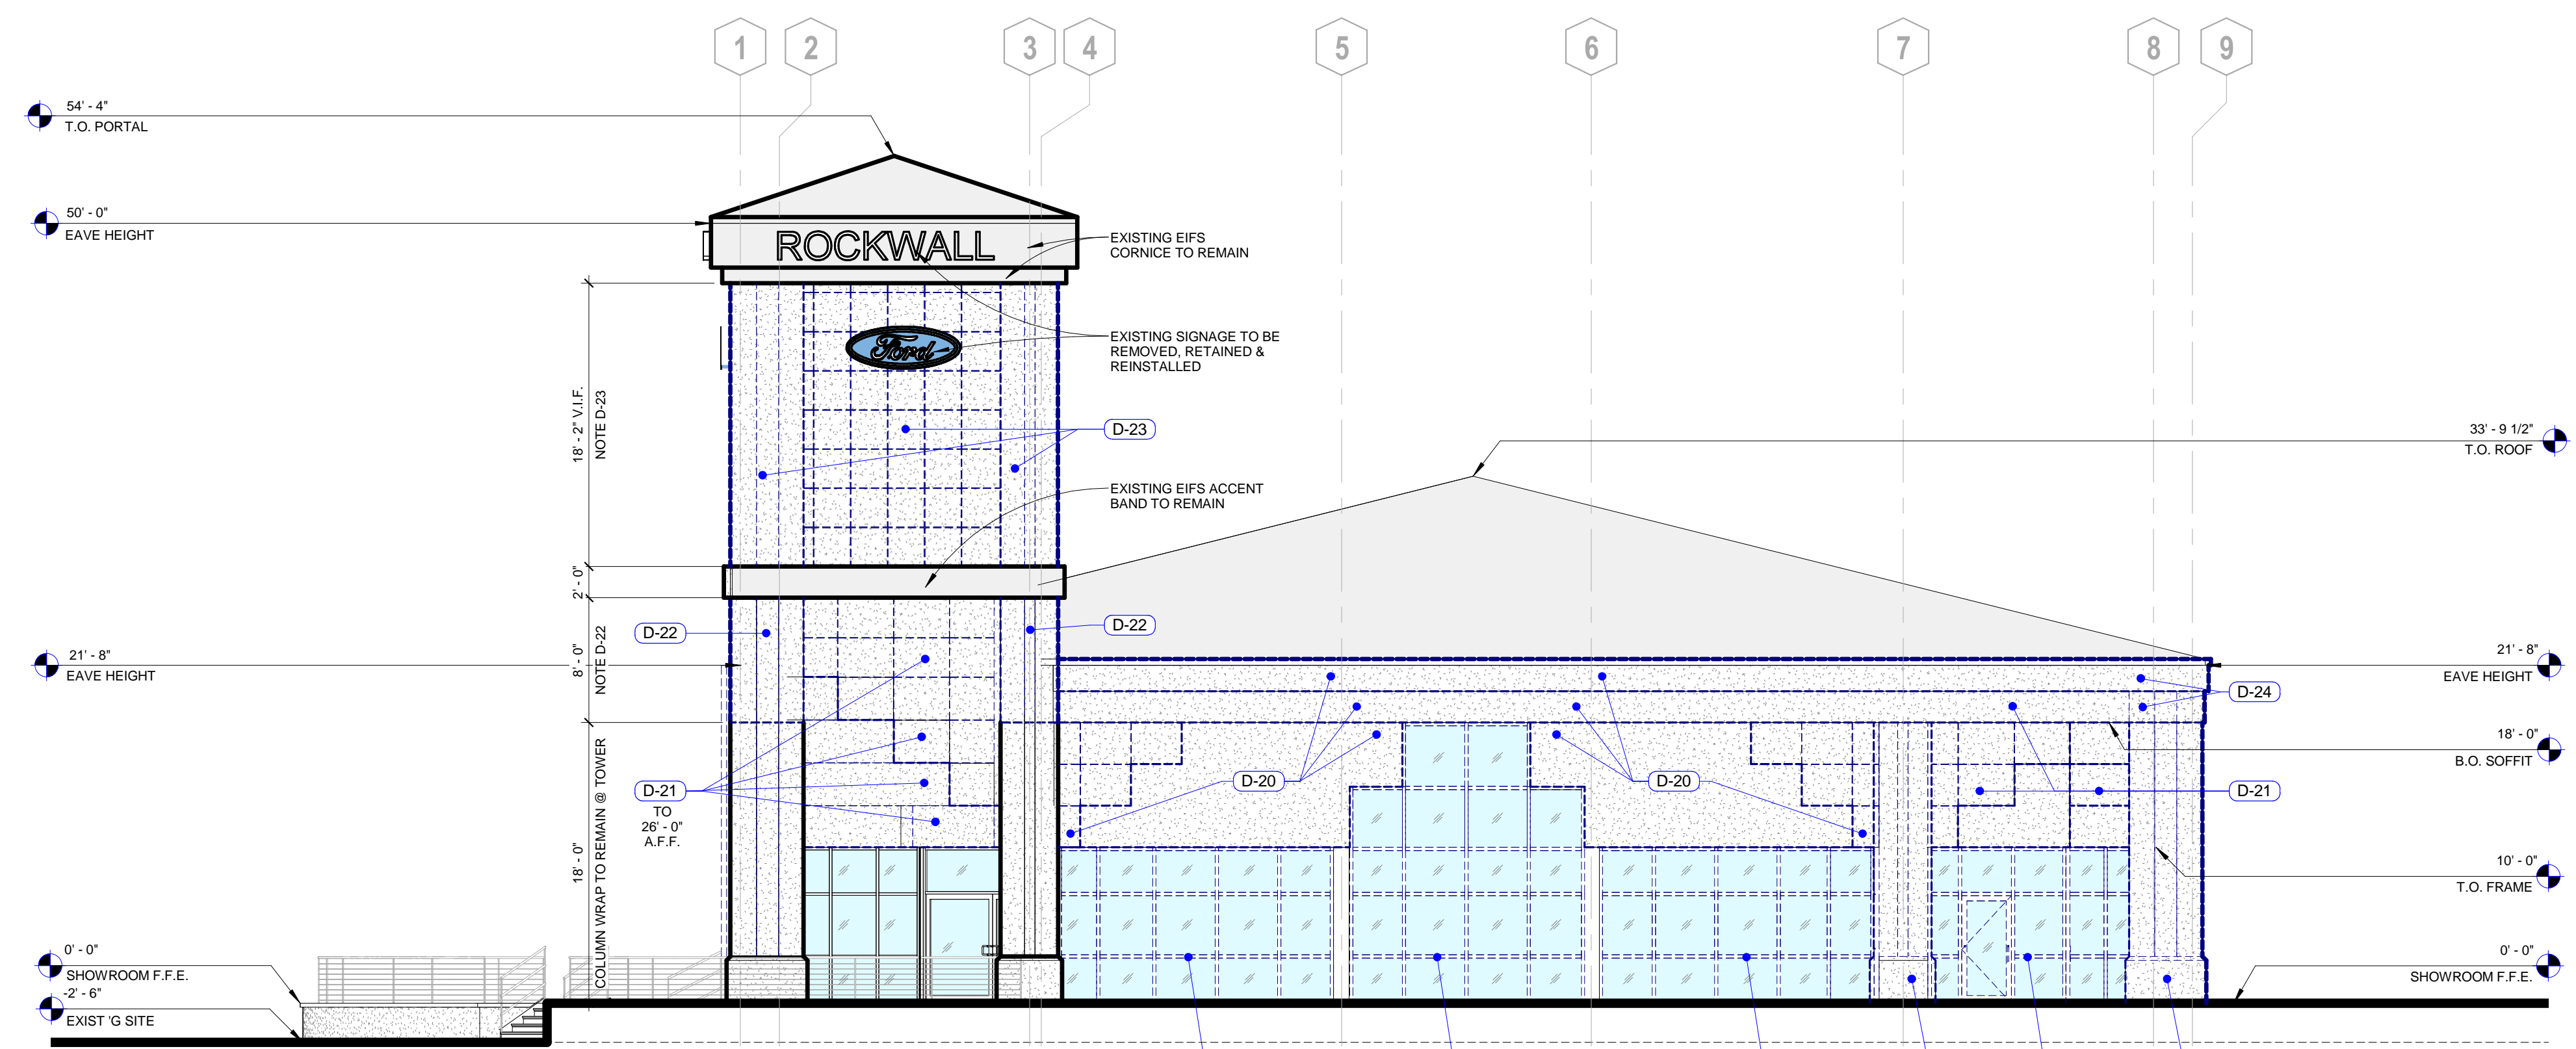 1 2 3 4 5 6 7 8 9
54' - 4"
T.O. PORTAL
50' - 0"
EAVE HEIGHT
ROCKWALL
EXISTING EIFS
CORNICE TO REMAIN
Ford
EXISTING SIGNAGE TO BE
REMOVED, RETAINED &
REINSTALLED
18' - 2" V.I.F.
NOTE D-23
D-23
33' - 9 1/2"
T.O. ROOF
EXISTING EIFS ACCENT
BAND TO REMAIN
2' - 0"
D-22
D-22
8' - 0"
NOTE D-22
21' - 8"
EAVE HEIGHT
21' - 8"
EAVE HEIGHT
D-24
18' - 0"
B.O. SOFFIT
D-21
TO
26' - 0"
A.F.F.
D-20
D-20
D-21
18' - 0"
COLUMN WRAP TO REMAIN @ TOWER
10' - 0"
T.O. FRAME
0' - 0"
SHOWROOM F.F.E.
-2' - 6"
EXIST 'G SITE
0' - 0"
SHOWROOM F.F.E.